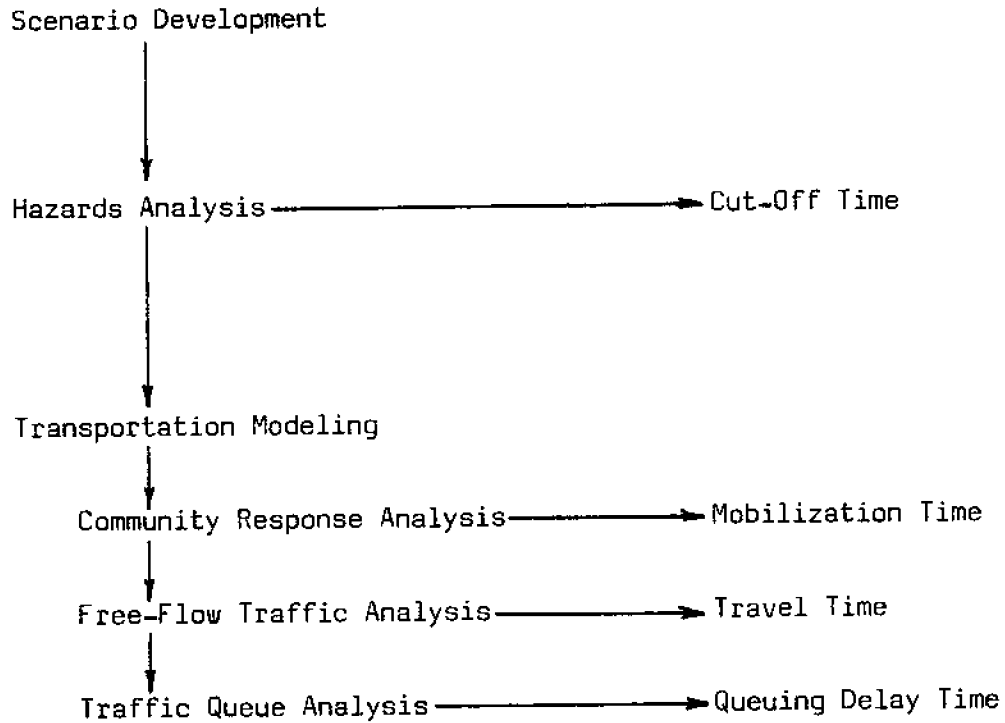 Scenario Development
Hazards Analysis
Cut-Off Time
Transportation Modeling
Community Response Analysis
Mobilization Time
Free-Flow Traffic Analysis
Travel Time
Traffic Queue Analysis
Queuing Delay Time